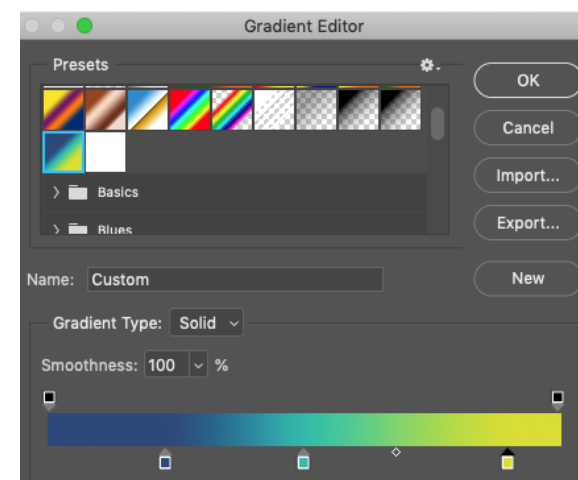 Gradient Editor
Presets
OK
Cancel
Import...
Basics
Export...
Blues
Name: Custom
New
Gradient Type: Solid
Smoothness: 100 %